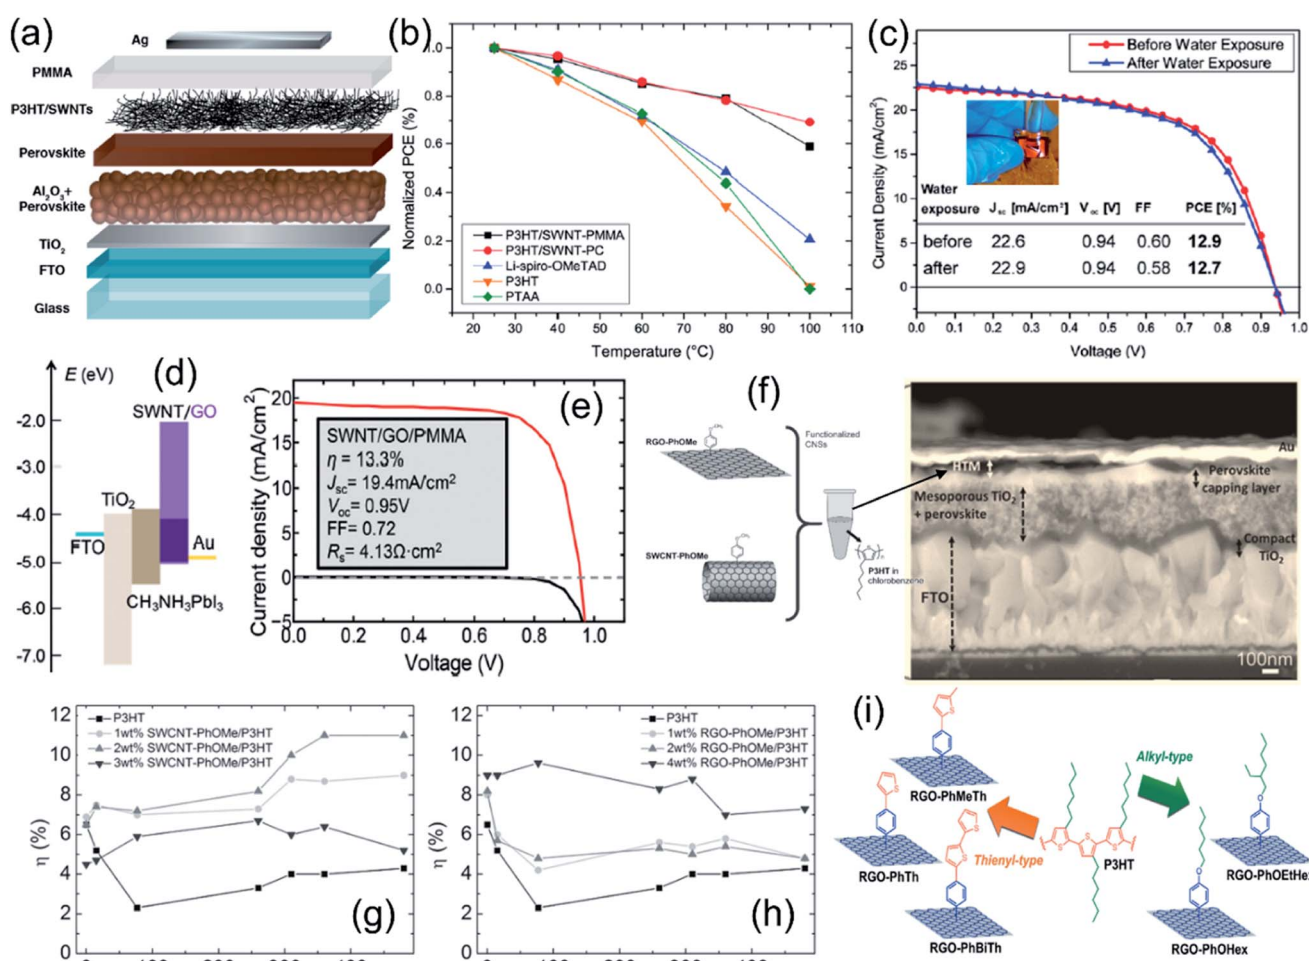 (a)
Ag
PMMA
P3HT/SWNTs
Perovskite
Al2O3+
Perovskite
TiO2
FTO
Glass
(b)
Normalized PCE (%)
1.0
0.8
0.6
0.4
0.2
0.0
P3HT/SWNT-PMMA
P3HT/SWNT-PC
Li-spiro-OMeTAD
P3HT
PTAA
20 30 40 50 60 70 80 90 100 110
Temperature (°C)
(c)
Current Density (mA/cm²)
25
20
15
10
5
0
Before Water Exposure
After Water Exposure
Water exposure Jsc [mA/cm³] Voc [V] FF PCE [%]
before 22.6 0.94 0.60 12.9
after 22.9 0.94 0.58 12.7
0.0 0.1 0.2 0.3 0.4 0.5 0.6 0.7 0.8 0.9 1.0
Voltage (V)
(d)
E (eV)
-2.0
-3.0
-4.0
-5.0
-6.0
-7.0
SWNT/GO
TiO2
FTO
Au
CH3NH3PbI3
(e)
Current density (mA/cm²)
25
20
15
10
5
0
-5
SWNT/GO/PMMA
η = 13.3%
Jsc= 19.4mA/cm²
Voc= 0.95V
FF= 0.72
Rs= 4.13Ω·cm²
0.0 0.2 0.4 0.6 0.8 1.0
Voltage (V)
(f)
RGO-PhOMe
SWCNT-PhOMe
Functionalized
CNSs
P3HT in
chlorobenzene
Au
HTM
Perovskite
capping layer
Mesoporous TiO2
+ perovskite
Compact
TiO2
FTO
100nm
(g)
η (%)
12
10
8
6
4
2
0
P3HT
1wt% SWCNT-PhOMe/P3HT
2wt% SWCNT-PhOMe/P3HT
3wt% SWCNT-PhOMe/P3HT
(h)
η (%)
12
10
8
6
4
2
0
P3HT
1wt% RGO-PhOMe/P3HT
2wt% RGO-PhOMe/P3HT
4wt% RGO-PhOMe/P3HT
(i)
RGO-PhMeTh
RGO-PhTh
RGO-PhBiTh
Thienyl-type
P3HT
Alkyl-type
RGO-PhOEtHex
RGO-PhOHex